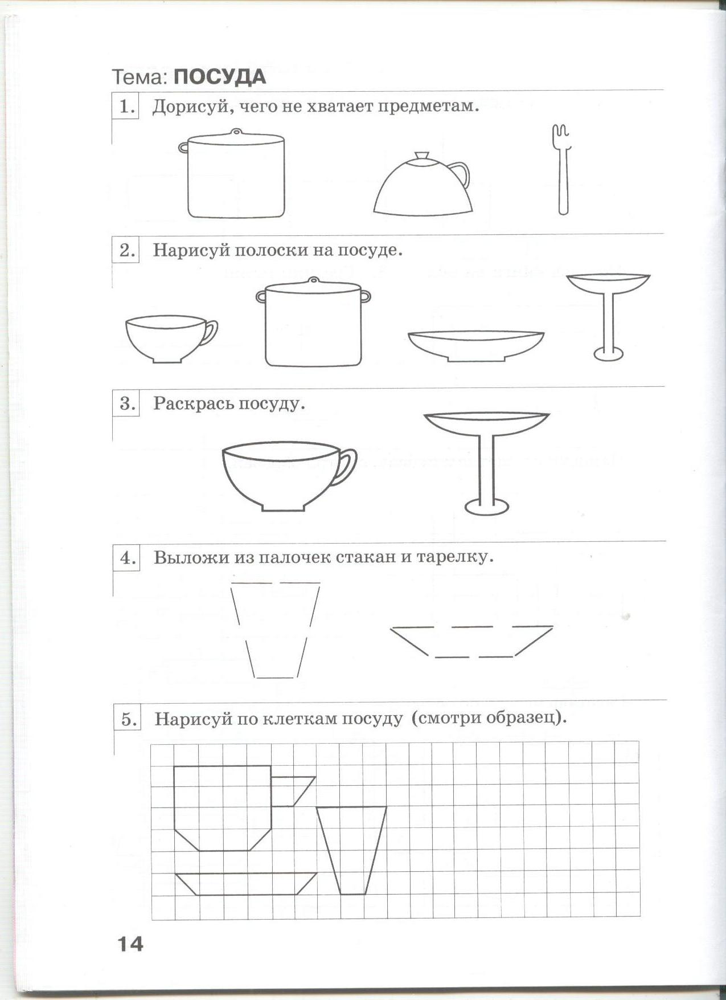 Тема: ПОСУДА
1. Дорисуй, чего не хватает предметам.
2. Нарисуй полоски на посуде.
3. Раскрась посуду.
4. Выложи из палочек стакан и тарелку.
5. Нарисуй по клеткам посуду (смотри образец).
14